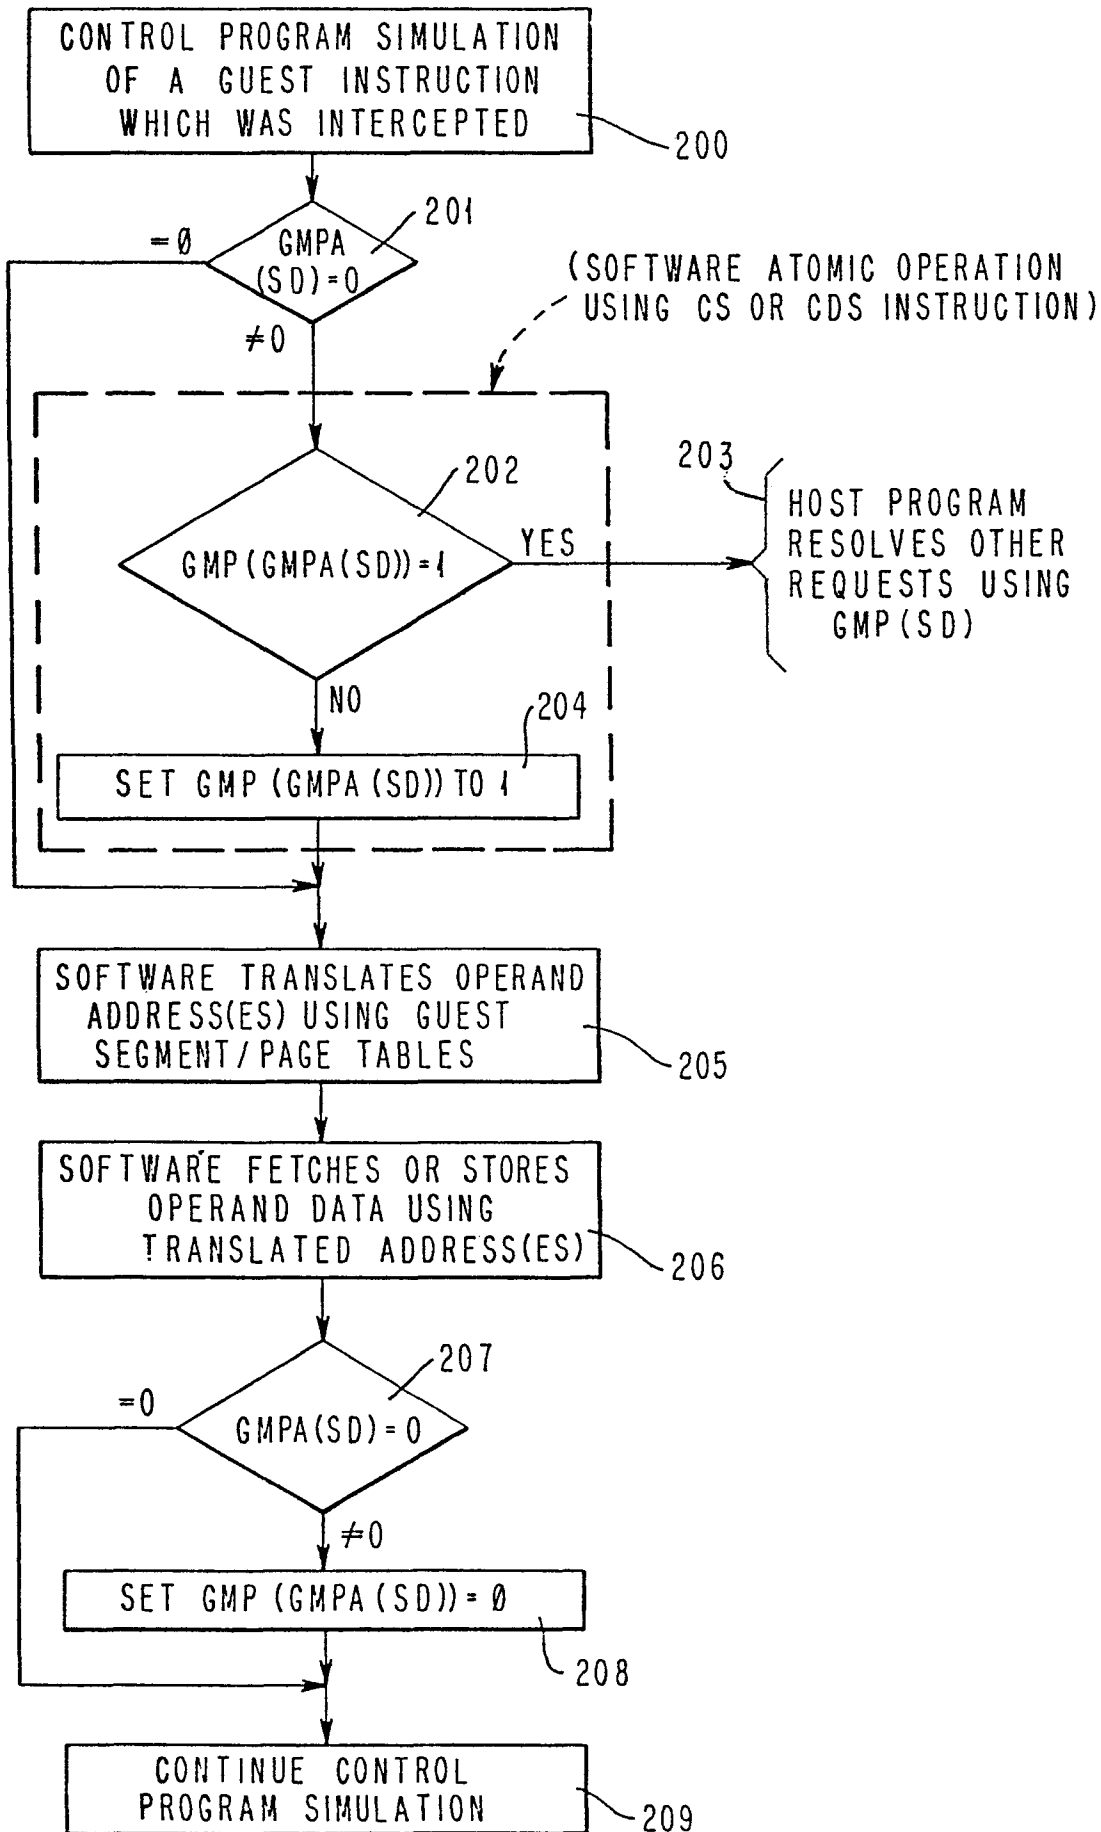 CONTROL PROGRAM SIMULATION
OF A GUEST INSTRUCTION
WHICH WAS INTERCEPTED
200
201
=Ø
GMPA
(SD)=0
≠0
(SOFTWARE ATOMIC OPERATION
USING CS OR CDS INSTRUCTION)
202
GMP(GMPA(SD))=1
YES
203
HOST PROGRAM
RESOLVES OTHER
REQUESTS USING
GMP(SD)
NO
204
SET GMP (GMPA (SD)) TO 1
SOFTWARE TRANSLATES OPERAND
ADDRESS(ES) USING GUEST
SEGMENT/PAGE TABLES
205
SOFTWARE FETCHES OR STORES
OPERAND DATA USING
TRANSLATED ADDRESS(ES)
206
207
=0
GMPA(SD)=0
≠0
SET GMP (GMPA (SD))=Ø
208
CONTINUE CONTROL
PROGRAM SIMULATION
209